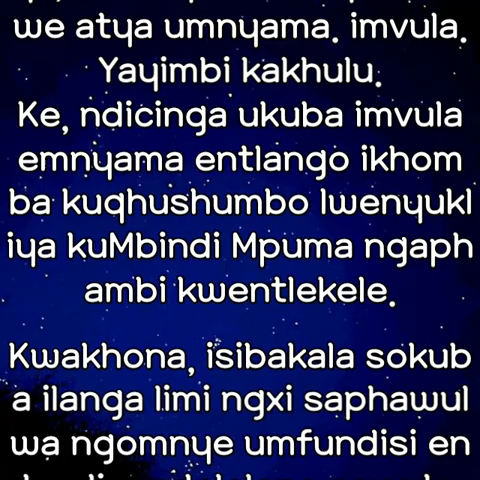 we atya umnyama. imvula.
Yayimbi kakhulu.
Ke, ndicinga ukuba imvula
emnyama entlango ikhom
ba kuqhushumbo lwenyukl
iya kuMbindi Mpuma ngaph
ambi kwentlekele.
Kwakhona, isibakala sokub
a ilanga limi ngxi saphawul
wa ngomnye umfundisi en